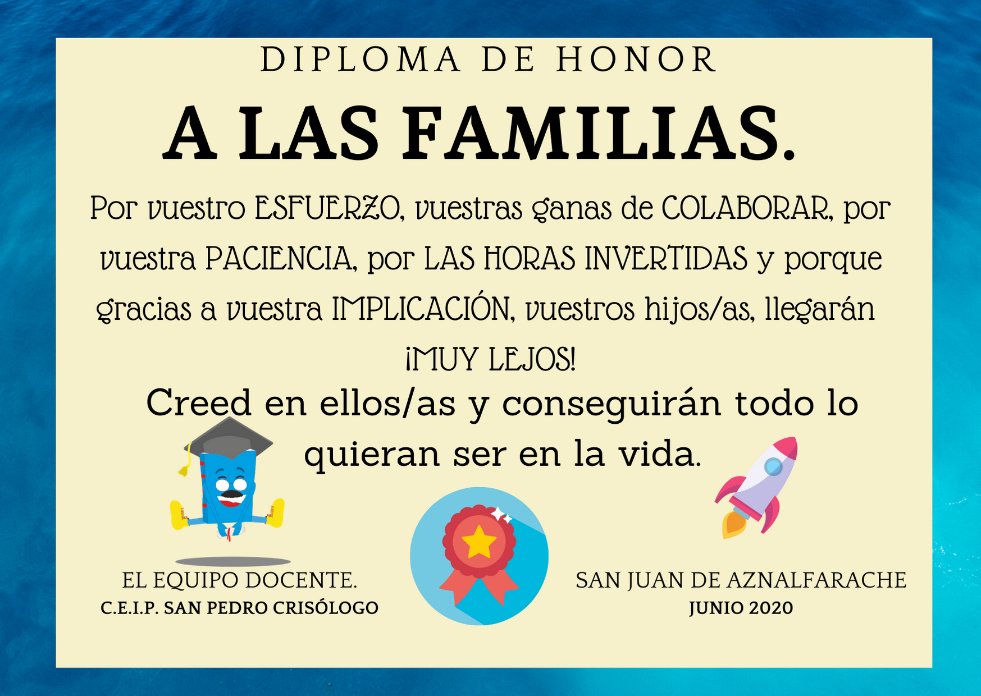 DIPLOMA DE HONOR
A LAS FAMILIAS.
Por vuestro ESFUERZO, vuestras ganas de COLABORAR, por
vuestra PACIENCIA, por LAS HORAS INVERTIDAS y porque
gracias a vuestra IMPLICACIÓN, vuestros hijos/as, llegarán
¡MUY LEJOS!
Creed en ellos/as y conseguirán todo lo
quieran ser en la vida.
EL EQUIPO DOCENTE.
C.E.I.P. SAN PEDRO CRISÓLOGO
SAN JUAN DE AZNALFARACHE
JUNIO 2020